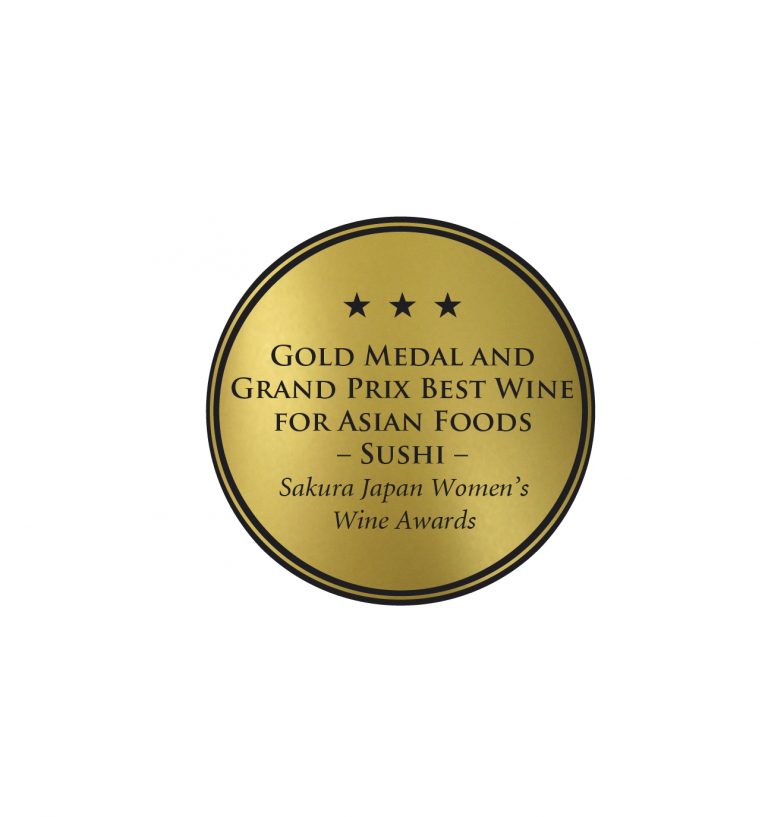 Gold Medal and
Grand Prix Best Wine
for Asian Foods
– Sushi –
Sakura Japan Women's
Wine Awards